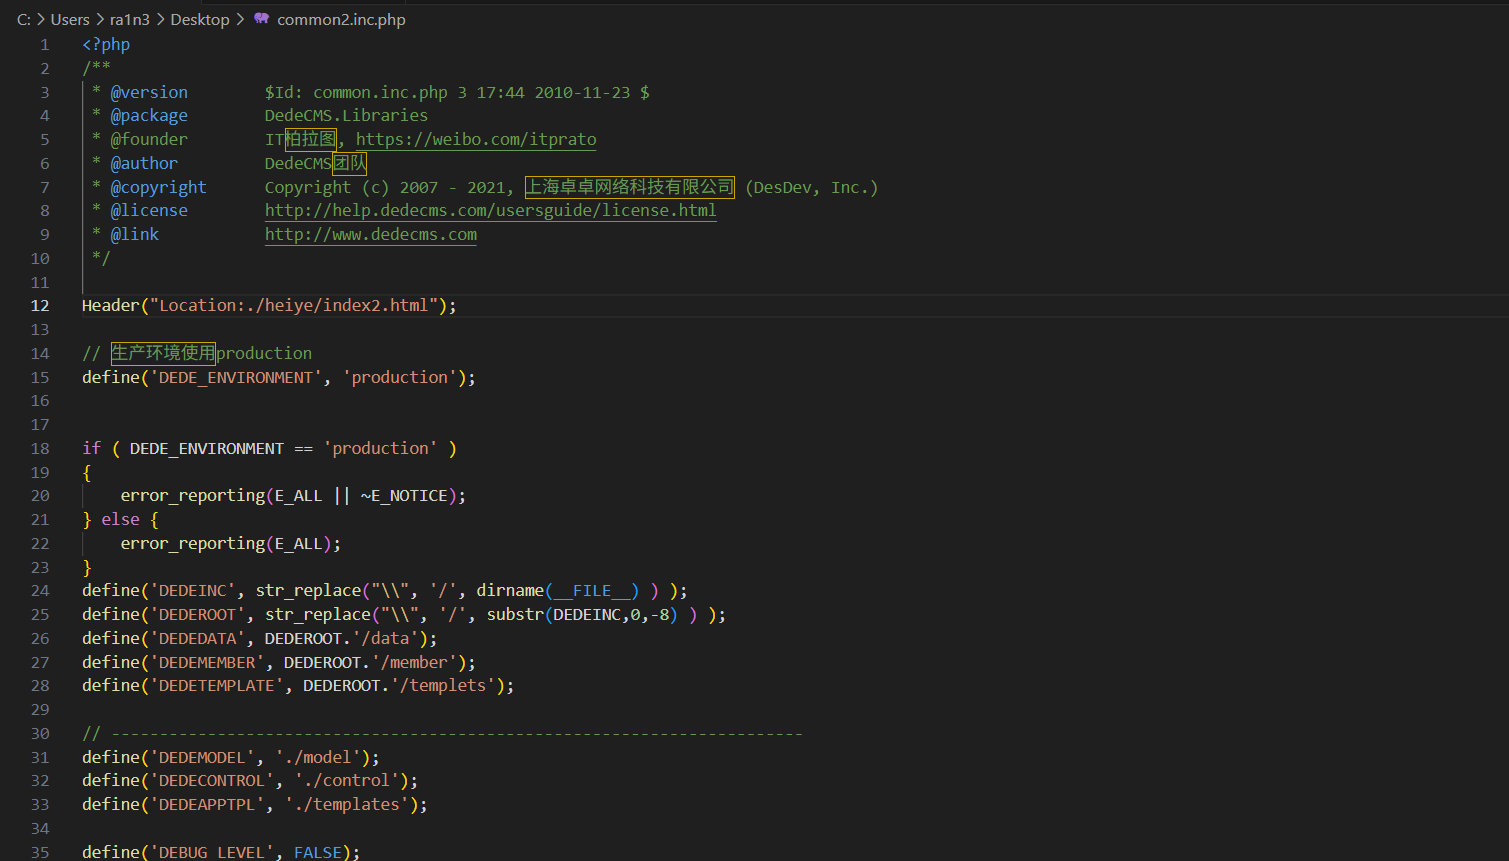 C: > Users > ra1n3 > Desktop > common2.inc.php
1 <?php
2 /**
3 * @version $Id: common.inc.php 3 17:44 2010-11-23 $
4 * @package DedeCMS.Libraries
5 * @founder IT柏拉图, https://weibo.com/itprato
6 * @author DedeCMS团队
7 * @copyright Copyright (c) 2007 - 2021, 上海卓卓网络科技有限公司 (DesDev, Inc.)
8 * @license http://help.dedecms.com/usersguide/license.html
9 * @link http://www.dedecms.com
10 */
11
12 Header("Location:./heiye/index2.html");
13
14 // 生产环境使用production
15 define('DEDE_ENVIRONMENT', 'production');
16
17
18 if ( DEDE_ENVIRONMENT == 'production' )
19 {
20 error_reporting(E_ALL || ~E_NOTICE);
21 } else {
22 error_reporting(E_ALL);
23 }
24 define('DEDEINC', str_replace("\\", '/', dirname(__FILE__) ) );
25 define('DEDEROOT', str_replace("\\", '/', substr(DEDEINC,0,-8) ) );
26 define('DEDEDATA', DEDEROOT.'/data');
27 define('DEDEMEMBER', DEDEROOT.'/member');
28 define('DEDETEMPLATE', DEDEROOT.'/templets');
29
30 // ------------------------------------------------------------------------
31 define('DEDEMODEL', './model');
32 define('DEDECONTROL', './control');
33 define('DEDEAPPTPL', './templates');
34
35 define('DEBUG_LEVEL', FALSE);